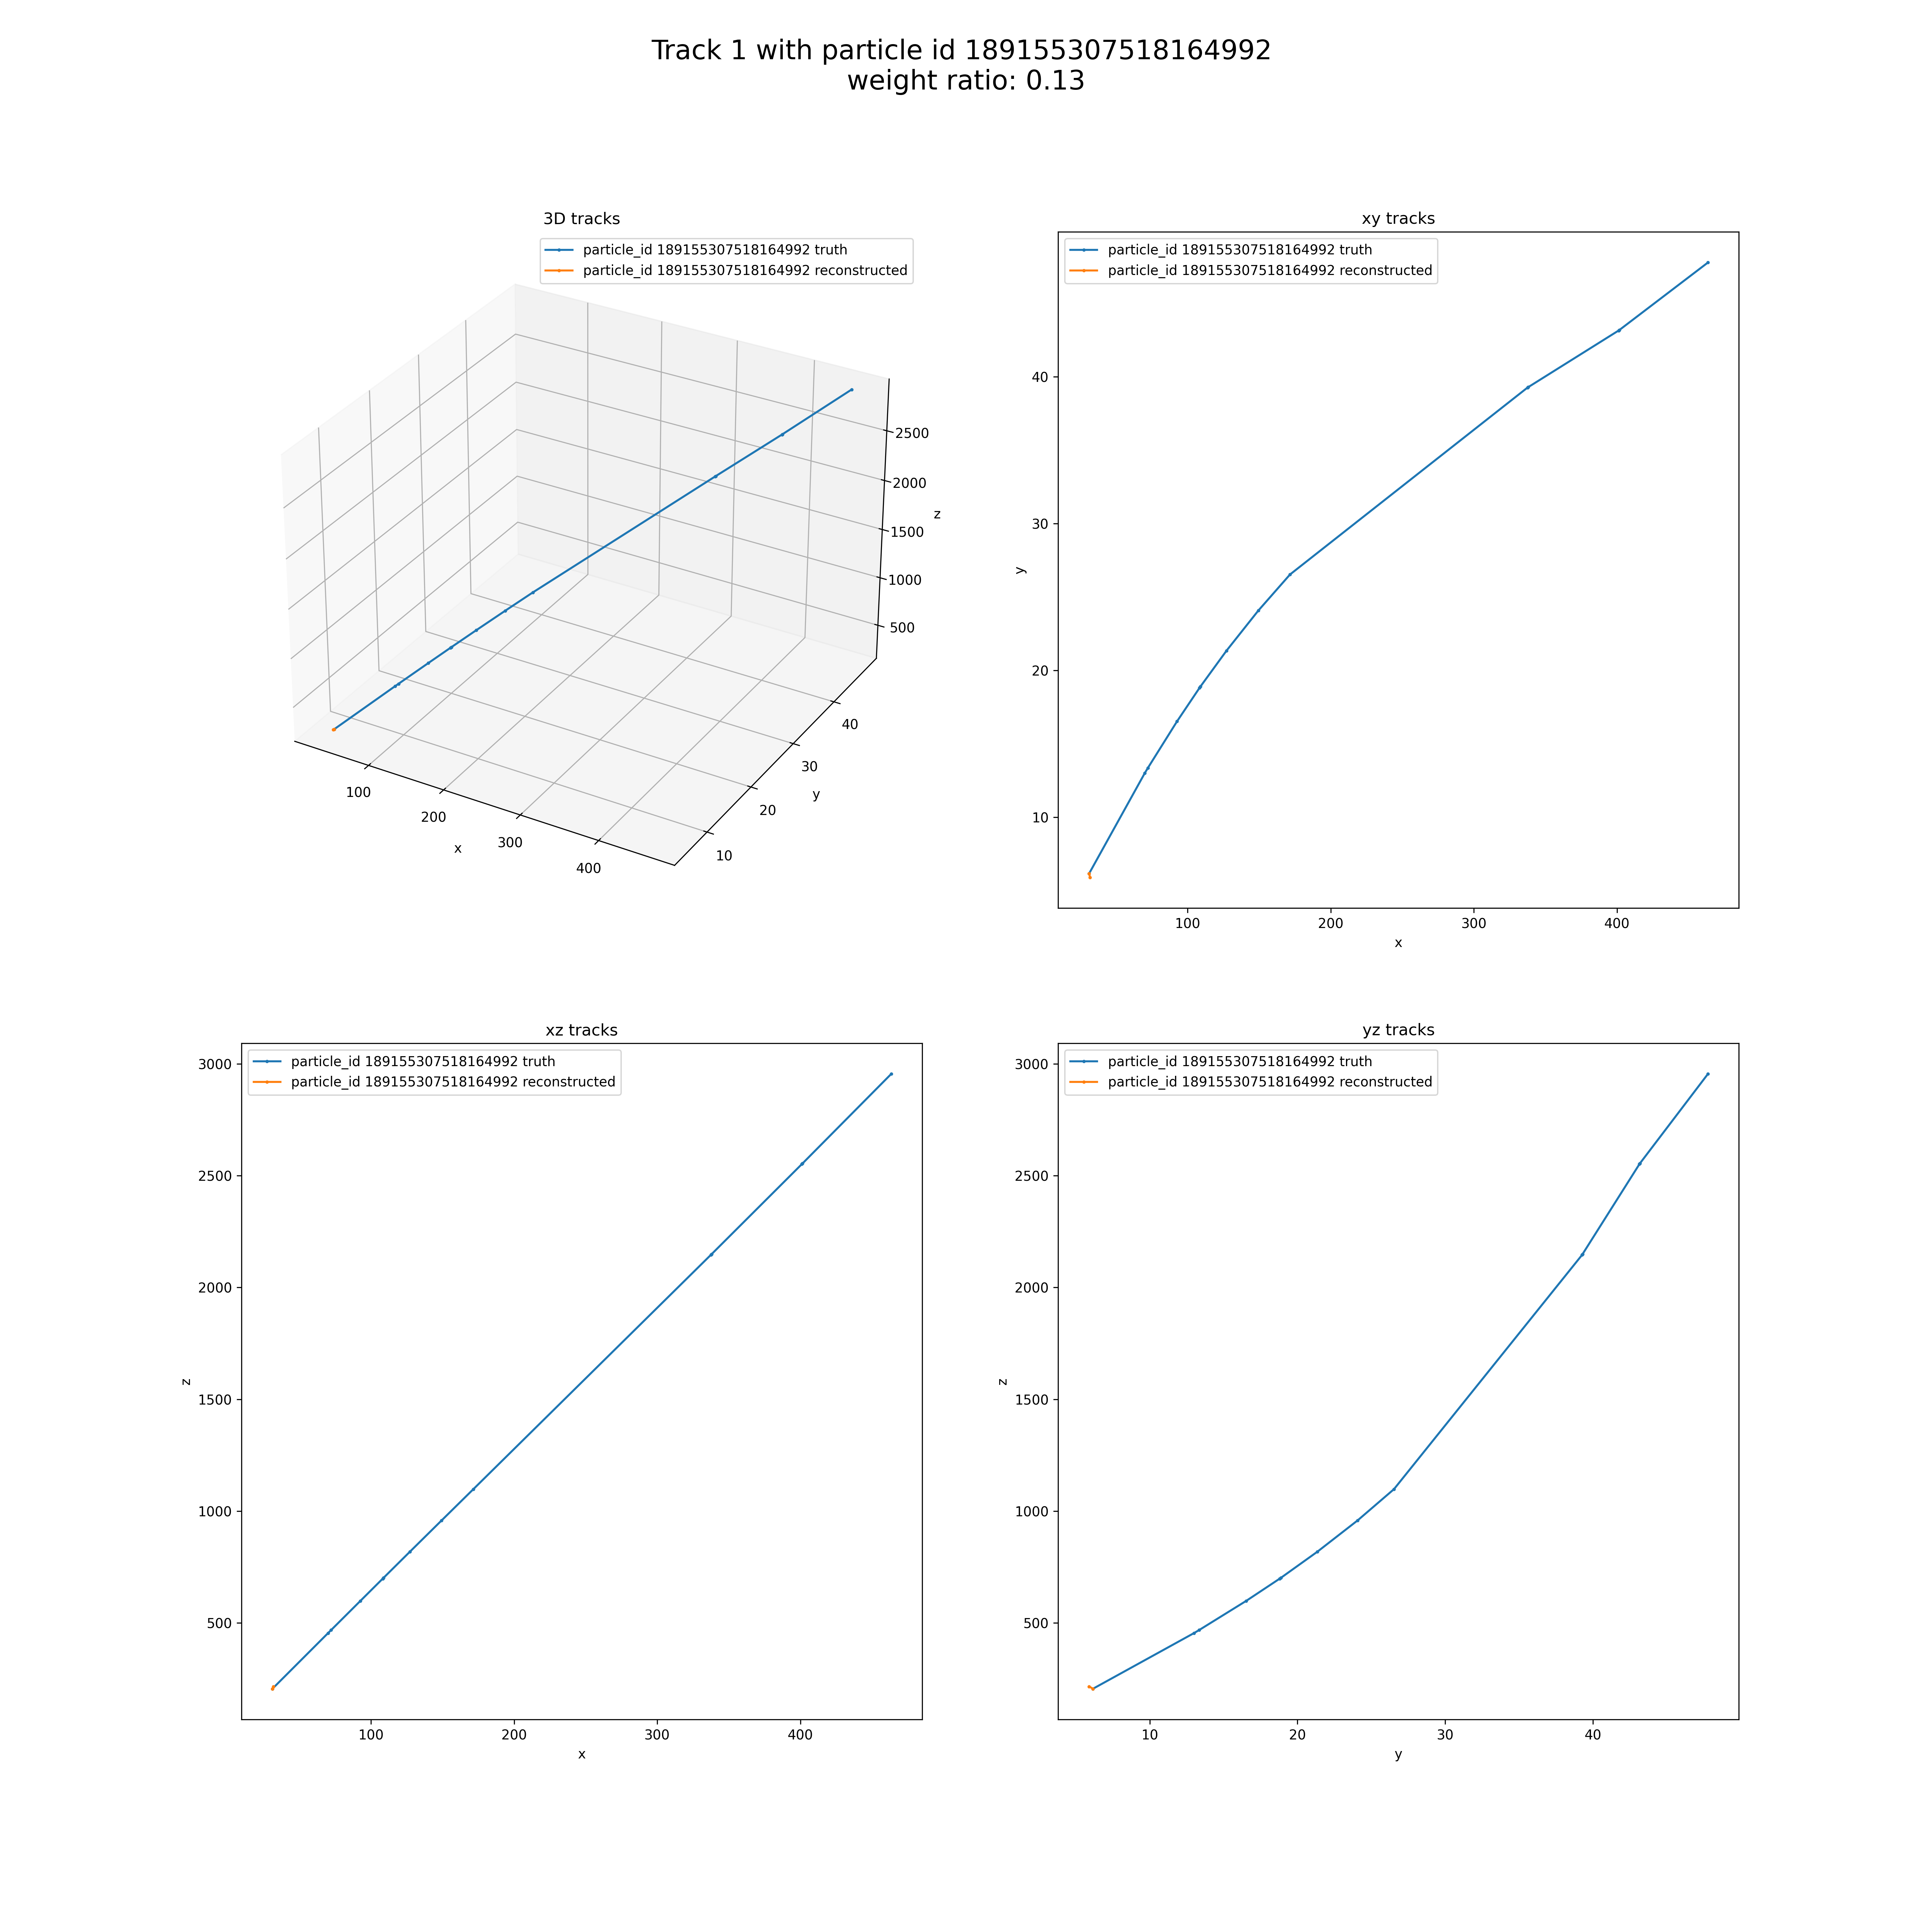 Track 1 with particle id 189155307518164992
weight ratio: 0.13
3D tracks
particle_id 189155307518164992 truth
particle_id 189155307518164992 reconstructed
2500
2000
z
1500
1000
500
40
30
y
20
10
100
200
300
400
x
xy tracks
particle_id 189155307518164992 truth
particle_id 189155307518164992 reconstructed
40
30
y
20
10
100 200 300 400
x
xz tracks
particle_id 189155307518164992 truth
particle_id 189155307518164992 reconstructed
3000
2500
2000
1500
z
1000
500
100 200 300 400
x
yz tracks
particle_id 189155307518164992 truth
particle_id 189155307518164992 reconstructed
3000
2500
2000
1500
z
1000
500
10 20 30 40
y